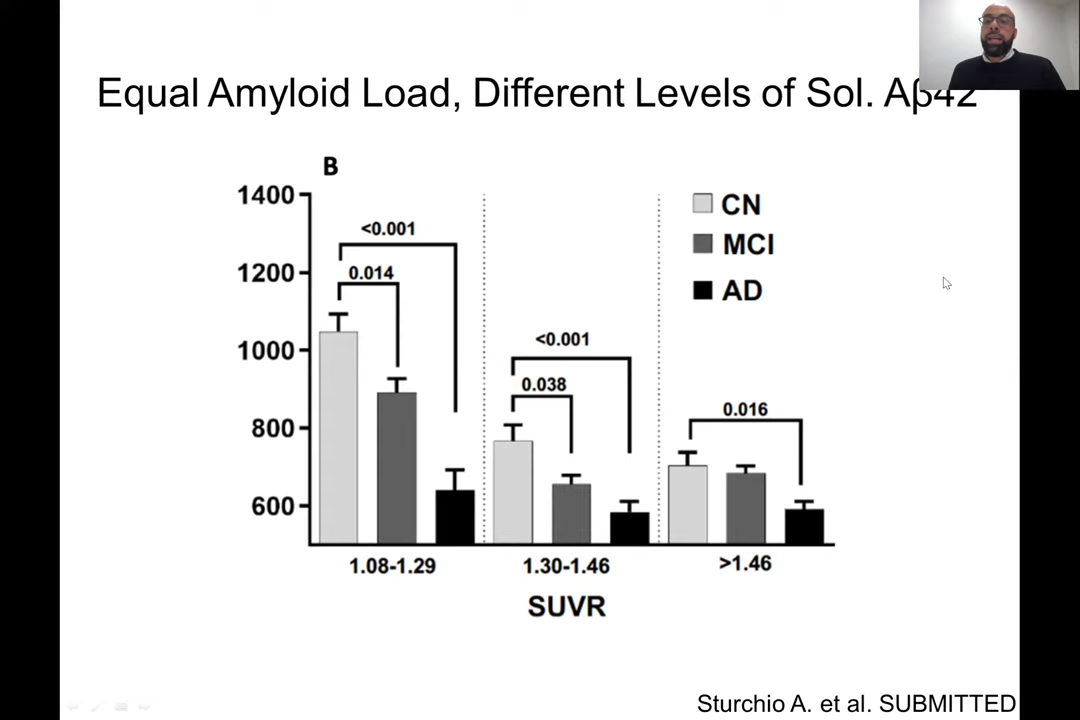 Equal Amyloid Load, Different Levels of Sol. Aβ42
B
1400
1200
1000
800
600
<0.001
0.014
<0.001
0.038
0.016
CN
MCI
AD
1.08-1.29
1.30-1.46
>1.46
SUVR
Sturchio A. et al. SUBMITTED